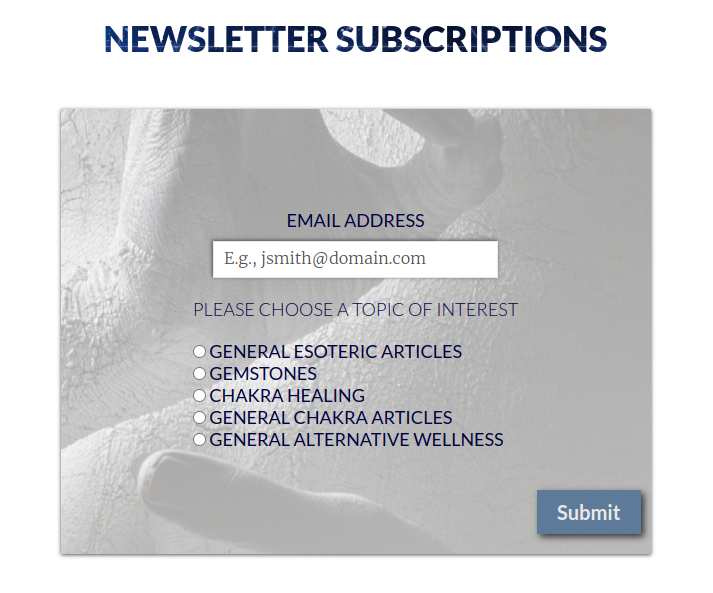 NEWSLETTER SUBSCRIPTIONS
EMAIL ADDRESS
E.g., jsmith@domain.com
PLEASE CHOOSE A TOPIC OF INTEREST
GENERAL ESOTERIC ARTICLES
GEMSTONES
CHAKRA HEALING
GENERAL CHAKRA ARTICLES
GENERAL ALTERNATIVE WELLNESS
Submit